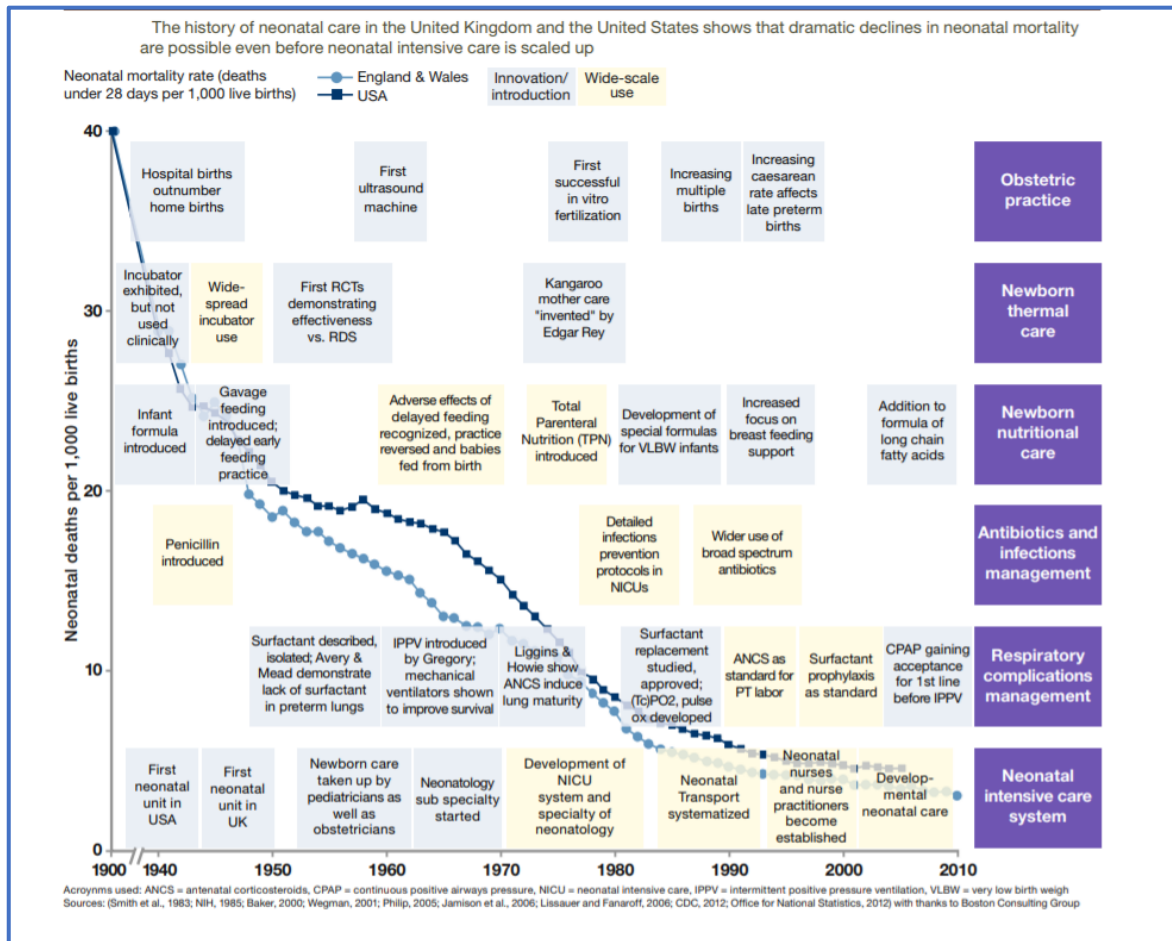 The history of neonatal care in the United Kingdom and the United States shows that dramatic declines in neonatal mortality
are possible even before neonatal intensive care is scaled up
Neonatal mortality rate (deaths
under 28 days per 1,000 live births)
England & Wales
USA
Innovation/
introduction
Wide-scale
use
Neonatal deaths per 1,000 live births
40
30
20
10
0
Hospital births
outnumber
home births
First
ultrasound
machine
First
successful
in vitro
fertilization
Increasing
multiple
births
Increasing
caesarean
rate affects
late preterm
births
Obstetric
practice
Incubator
exhibited,
but not
used
clinically
Wide-
spread
incubator
use
First RCTs
demonstrating
effectiveness
vs. RDS
Kangaroo
mother care
"invented" by
Edgar Rey
Newborn
thermal
care
Infant
formula
introduced
Gavage
feeding
introduced;
delayed early
feeding
practice
Adverse effects of
delayed feeding
recognized, practice
reversed and babies
fed from birth
Total
Parenteral
Nutrition (TPN)
introduced
Development of
special formulas
for VLBW infants
Increased
focus on
breast feeding
support
Addition to
formula of
long chain
fatty acids
Newborn
nutritional
care
Penicillin
introduced
Detailed
infections
prevention
protocols in
NICUs
Wider use of
broad spectrum
antibiotics
Antibiotics and
infections
management
Surfactant described,
isolated; Avery &
Mead demonstrate
lack of surfactant
in preterm lungs
IPPV introduced
by Gregory;
mechanical
ventilators shown
to improve survival
Liggins &
Howie show
ANCS induce
lung maturity
Surfactant
replacement
studied,
approved;
(Tc)PO2, pulse
ox developed
ANCS as
standard for
PT labor
Surfactant
prophylaxis
as standard
CPAP gaining
acceptance
for 1st line
before IPPV
Respiratory
complications
management
First
neonatal
unit in
USA
First
neonatal
unit in
UK
Newborn care
taken up by
pediatricians as
well as
obstetricians
Neonatology
sub specialty
started
Development of
NICU
system and
specialty of
neonatology
Neonatal
Transport
systematized
Neonatal
nurses
and nurse
practitioners
become
established
Develop-
mental
neonatal care
Neonatal
intensive care
system
1900
1940
1950
1960
1970
1980
1990
2000
2010
Acroynms used: ANCS = antenatal corticosteroids, CPAP = continuous positive airways pressure, NICU = neonatal intensive care, IPPV = intermittent positive pressure ventilation, VLBW = very low birth weigh
Sources: (Smith et al., 1983; NIH, 1985; Baker, 2000; Wegman, 2001; Philip, 2005; Jamison et al., 2006; Lissauer and Fanaroff, 2006; CDC, 2012; Office for National Statistics, 2012) with thanks to Boston Consulting Group